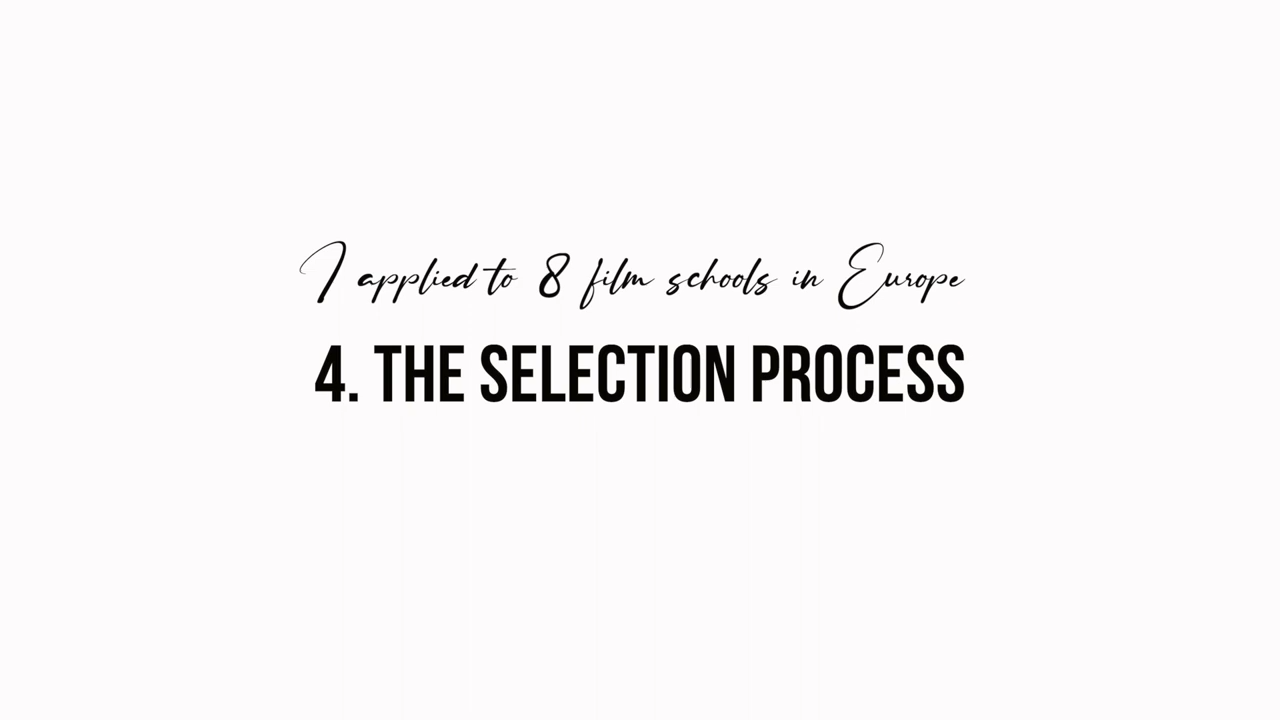 I applied to 8 film schools in Europe
4. THE SELECTION PROCESS